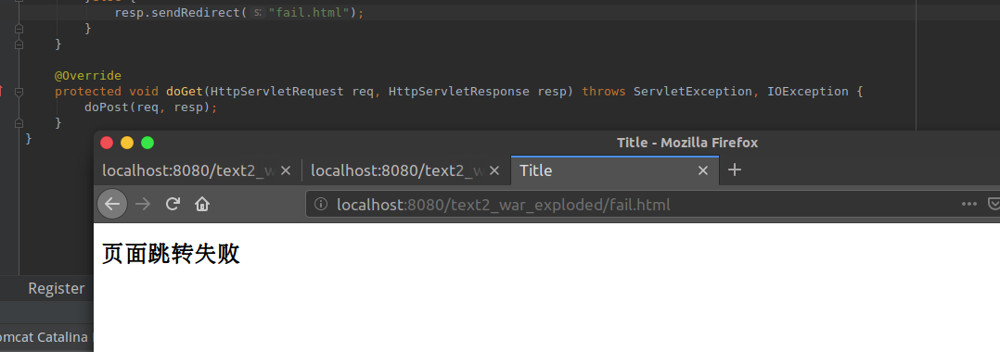 }else {
resp.sendRedirect( s: "fail.html");
}
}
@Override
protected void doGet(HttpServletRequest req, HttpServletResponse resp) throws ServletException, IOException {
doPost(req, resp);
}
}
Title - Mozilla Firefox
localhost:8080/text2_w
localhost:8080/text2_w
Title
localhost:8080/text2_war_exploded/fail.html
页面跳转失败
Register
omcat Catalina